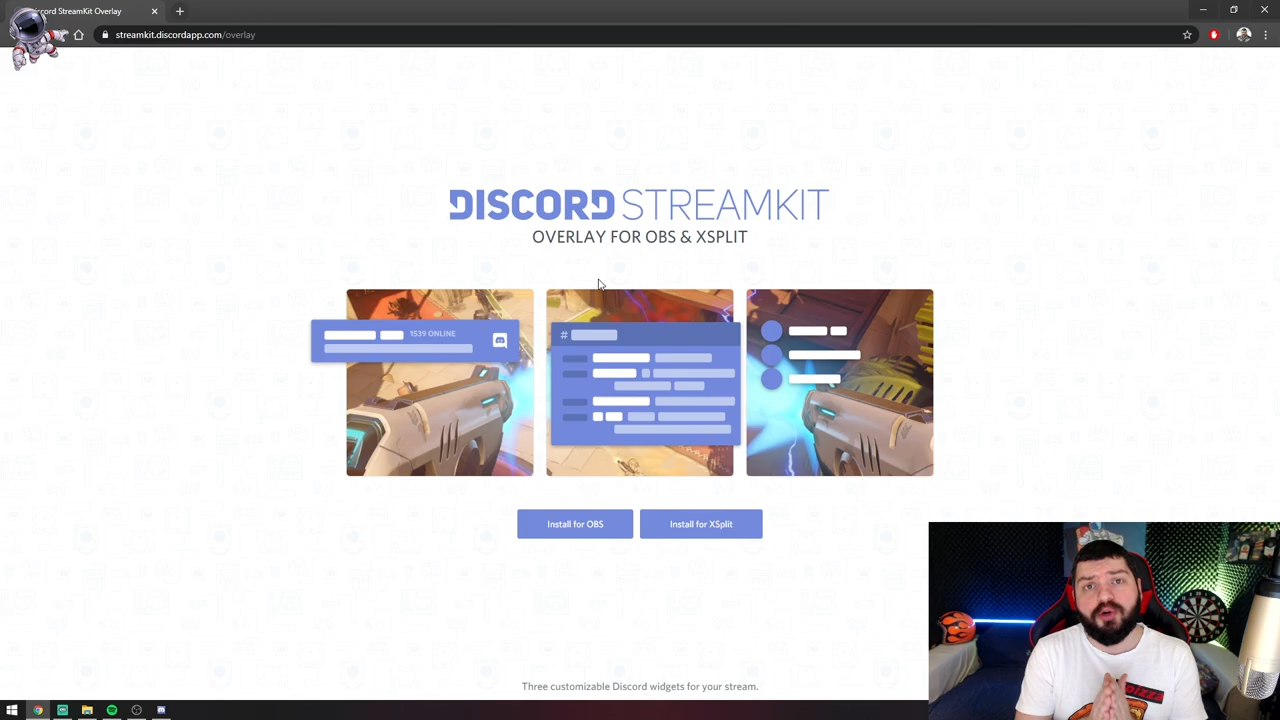 Discord StreamKit Overlay
streamkit.discordapp.com/overlay
DISCORD STREAMKIT
OVERLAY FOR OBS & XSPLIT
1539 ONLINE
#
Install for OBS
Install for XSplit
Three customizable Discord widgets for your stream.